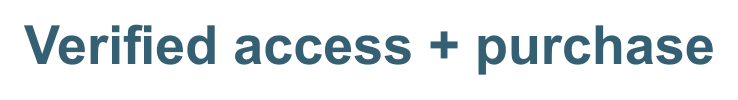 Verified access + purchase